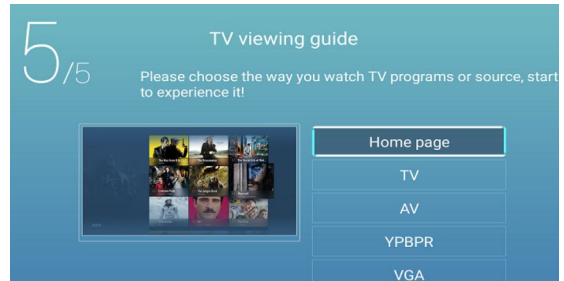 5/5
TV viewing guide
Please choose the way you watch TV programs or source, start
to experience it!
Home page
TV
AV
YPBPR
VGA